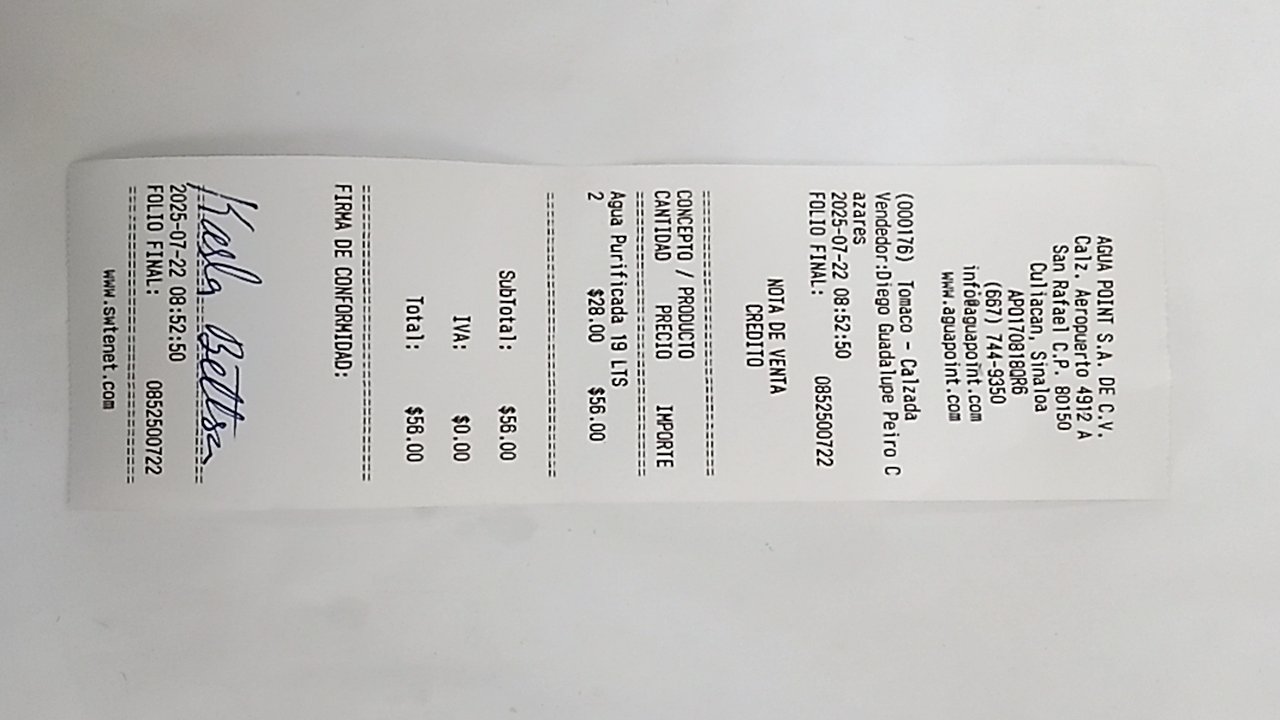 AGUA POINT S.A. DE C.V.
Calz. Aeropuerto 4912 A
San Rafael C.P. 80150
Culiacan, Sinaloa
APO170818QR6
(667) 744-9350
info@aguapoint.com
www.aguapoint.com
(000176) Tomaco - Calzada
Vendedor:Diego Guadalupe Peiro C
azares
2025-07-22 08:52:50
FOLIO FINAL: 0852500722
NOTA DE VENTA
CREDITO
==============================
CONCEPTO / PRODUCTO
CANTIDAD PRECIO IMPORTE
==============================
Agua Purificada 19 LTS
2 $28.00 $56.00
==============================
SubTotal: $56.00
IVA: $0.00
Total: $56.00
==============================
FIRMA DE CONFORMIDAD:
Karla
==============================
2025-07-22 08:52:50
FOLIO FINAL: 0852500722
==============================
www.swtenet.com